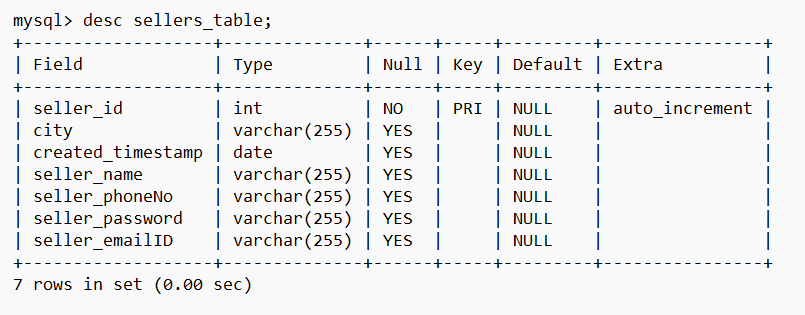 mysql> desc sellers_table;
+-------------------+--------------+------+-----+---------+----------------+
| Field             | Type         | Null | Key | Default | Extra          |
+-------------------+--------------+------+-----+---------+----------------+
| seller_id         | int          | NO   | PRI | NULL    | auto_increment |
| city              | varchar(255) | YES  |     | NULL    |                |
| created_timestamp | date         | YES  |     | NULL    |                |
| seller_name       | varchar(255) | YES  |     | NULL    |                |
| seller_phoneNo    | varchar(255) | YES  |     | NULL    |                |
| seller_password   | varchar(255) | YES  |     | NULL    |                |
| seller_emailID    | varchar(255) | YES  |     | NULL    |                |
+-------------------+--------------+------+-----+---------+----------------+
7 rows in set (0.00 sec)